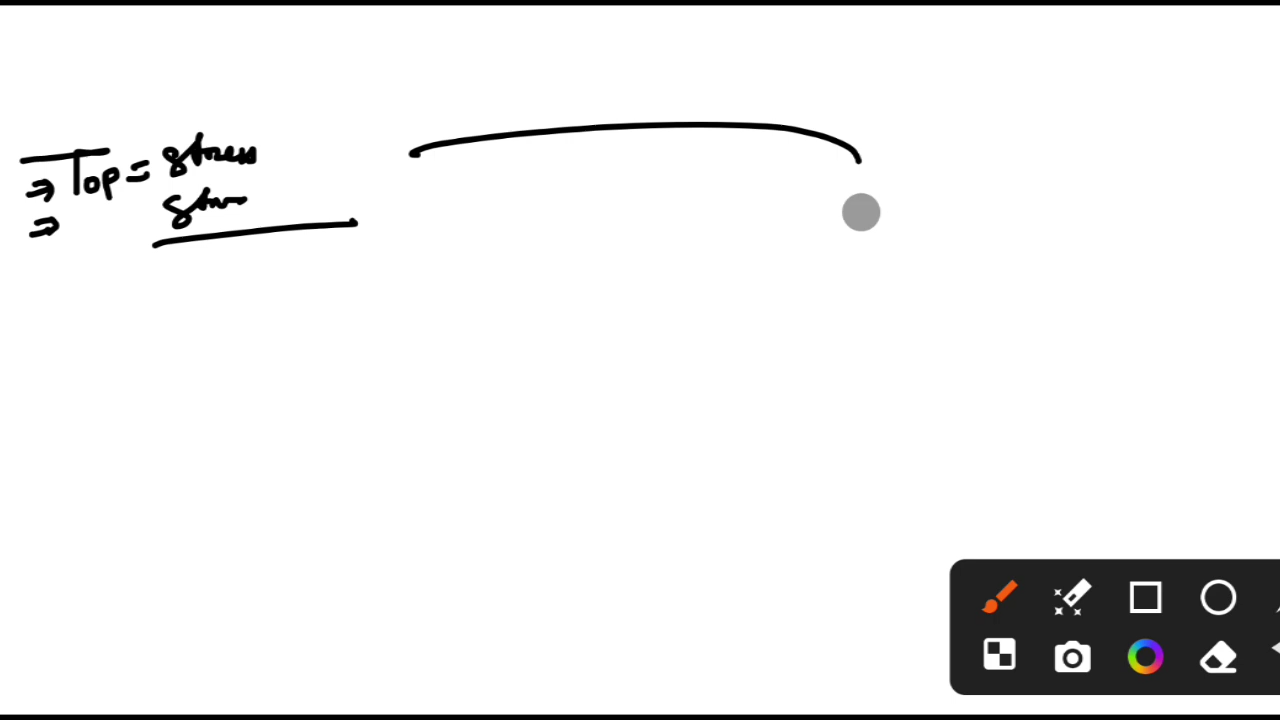 ⇒ Top = stress
⇒